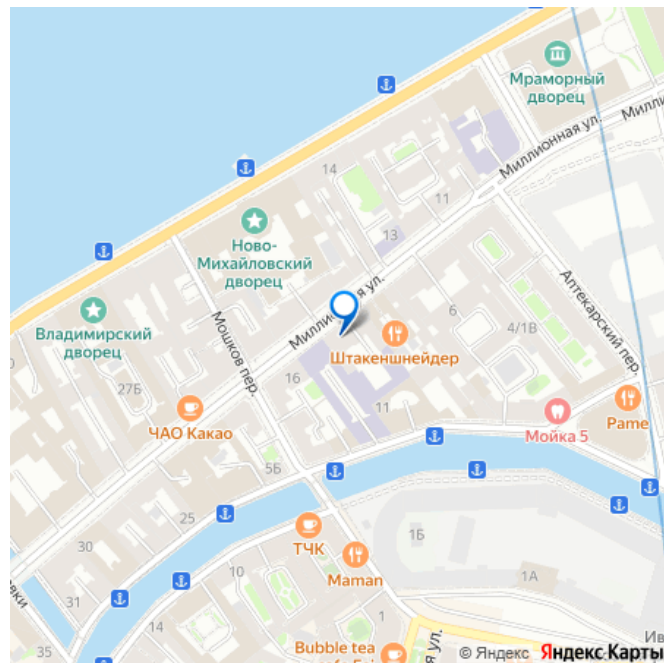 Мраморный
дворец
Миллионная ул.
14
11
13
Ново-
Михайловский
дворец
Миллионная ул.
Владимирский
дворец
Мошков пер.
Аптекарский пер.
6
4/1В
Штакеншнейдер
16
27Б
ЧАО Какао
11
Мойка 5
Pame
5Б
25
ТЧК
1Б
30
Maman
10
1А
31
14
1
35
Bubble tea
ул.
© Яндекс Яндекс Карты